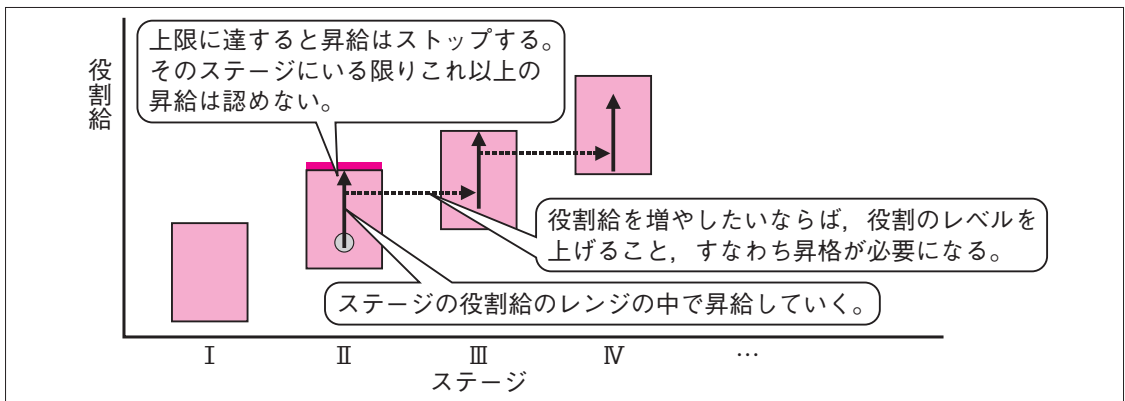 上限に達すると昇給はストップする。
そのステージにいる限りこれ以上の
昇給は認めない。
役割給
役割給を増やしたいならば，役割のレベルを
上げること，すなわち昇格が必要になる。
ステージの役割給のレンジの中で昇給していく。
Ⅰ Ⅱ Ⅲ Ⅳ …
ステージ